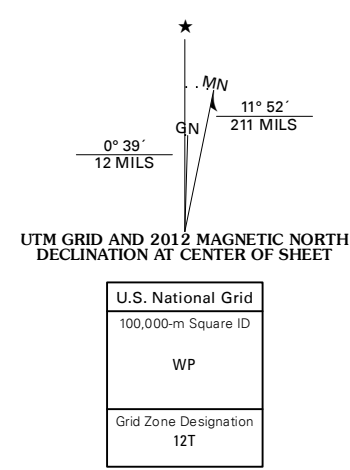 ★
MN
GN
11° 52´
211 MILS
0° 39´
12 MILS
UTM GRID AND 2012 MAGNETIC NORTH
DECLINATION AT CENTER OF SHEET
U.S. National Grid
100,000-m Square ID
WP
Grid Zone Designation
12T